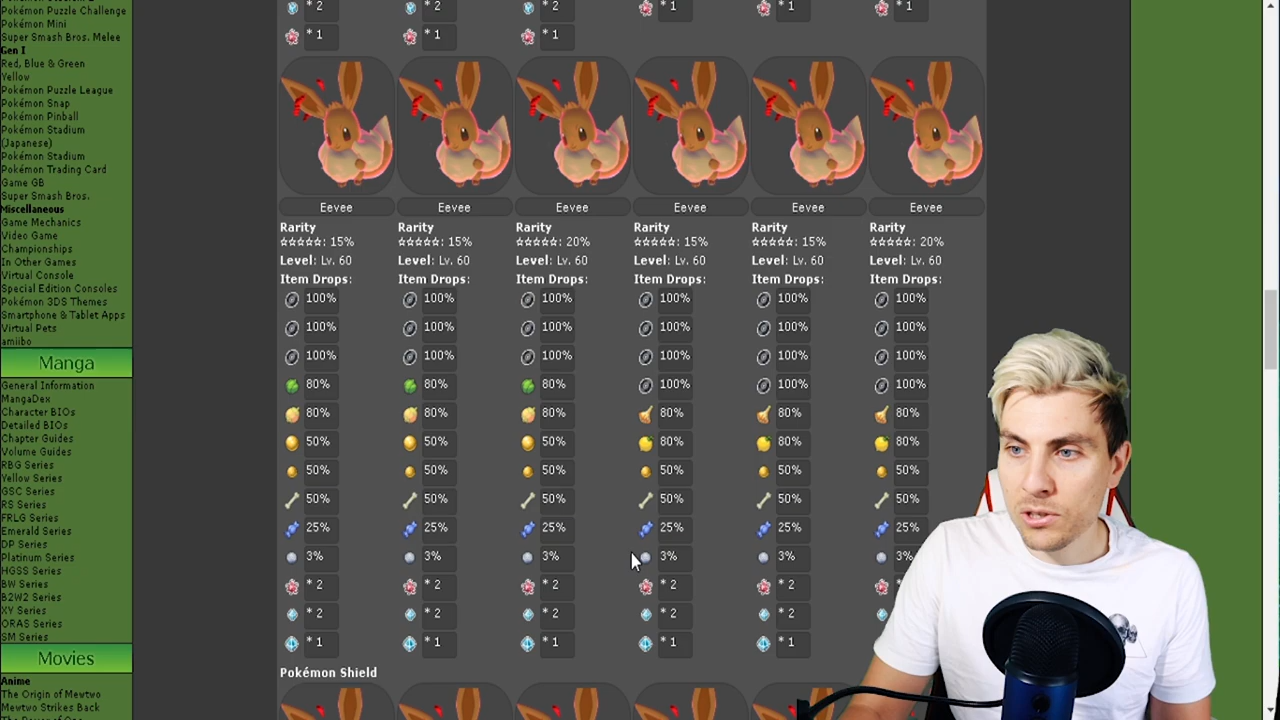 Pokémon Puzzle Challenge
Pokémon Mini
Super Smash Bros. Melee
Gen I
Red, Blue & Green
Yellow
Pokémon Puzzle League
Pokémon Snap
Pokémon Pinball
Pokémon Stadium
(Japanese)
Pokémon Stadium
Pokémon Trading Card
Game GB
Super Smash Bros.
Miscellaneous
Game Mechanics
Video Game
Championships
In Other Games
Virtual Console
Special Edition Consoles
Pokémon 3DS Themes
Smartphone & Tablet Apps
Virtual Pets
amiibo
Manga
General Information
MangaDex
Character BIOs
Detailed BIOs
Chapter Guides
Volume Guides
RBG Series
Yellow Series
GSC Series
RS Series
FRLG Series
Emerald Series
DP Series
Platinum Series
HGSS Series
BW Series
B2W2 Series
XY Series
ORAS Series
SM Series
Movies
Anime
The Origin of Mewtwo
Mewtwo Strikes Back
* 2 * 2 * 2 * 1 * 1 * 1
* 1 * 1 * 1
Eevee Eevee Eevee Eevee Eevee Eevee
Rarity Rarity Rarity Rarity Rarity Rarity
☆☆☆☆☆: 15% ☆☆☆☆☆: 15% ☆☆☆☆☆: 20% ☆☆☆☆☆: 15% ☆☆☆☆☆: 15% ☆☆☆☆☆: 20%
Level: Lv. 60 Level: Lv. 60 Level: Lv. 60 Level: Lv. 60 Level: Lv. 60 Level: Lv. 60
Item Drops: Item Drops: Item Drops: Item Drops: Item Drops: Item Drops:
100% 100% 100% 100% 100% 100%
100% 100% 100% 100% 100% 100%
100% 100% 100% 100% 100% 100%
80% 80% 80% 100% 100% 100%
80% 80% 80% 80% 80% 80%
50% 50% 50% 80% 80% 80%
50% 50% 50% 50% 50% 50%
50% 50% 50% 50% 50% 50%
25% 25% 25% 25% 25% 25%
3% 3% 3% 3% 3% 3%
* 2 * 2 * 2 * 2 * 2
* 2 * 2 * 2 * 2 * 2
* 1 * 1 * 1 * 1 * 1
Pokémon Shield